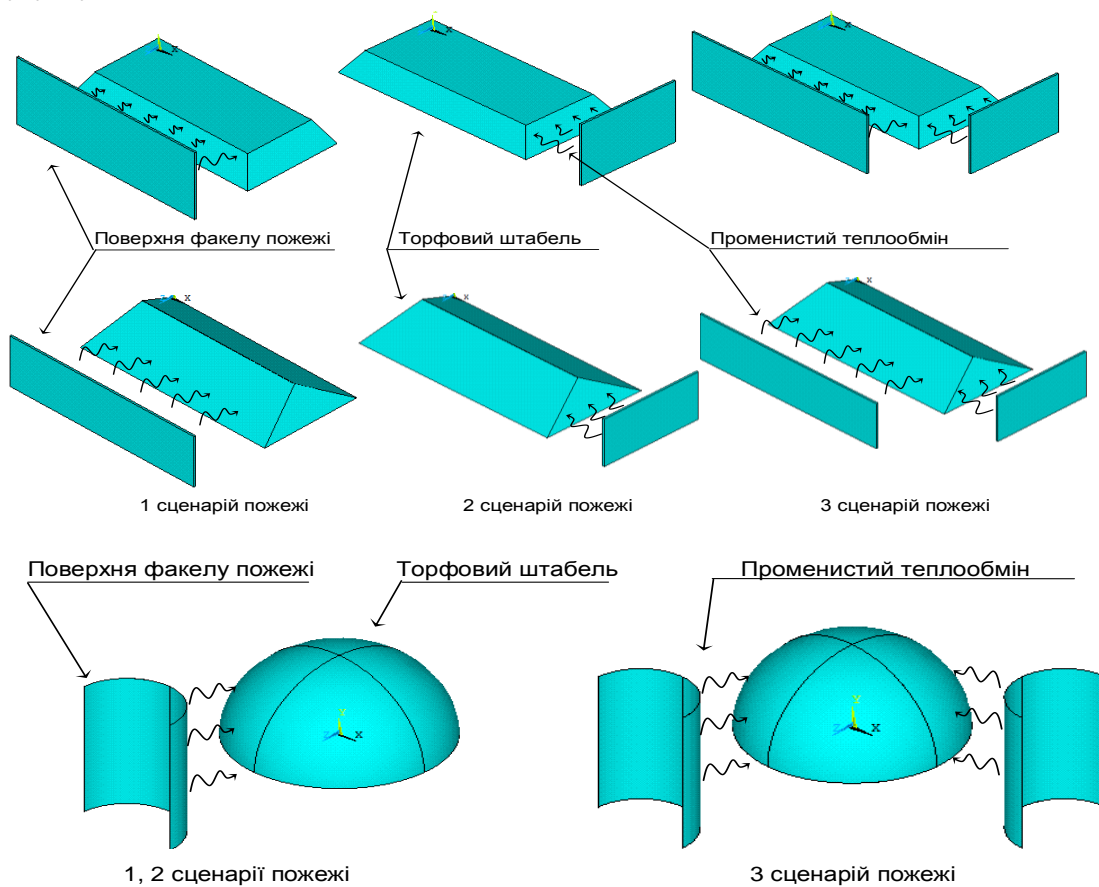 X
X
X
Поверхня факелу пожежі
Торфовий штабель
Променистий теплообмін
X
X
X
1 сценарій пожежі
2 сценарій пожежі
3 сценарій пожежі
Поверхня факелу пожежі
Торфовий штабель
Променистий теплообмін
Y
Z
X
Y
Z
X
1, 2 сценарії пожежі
3 сценарій пожежі